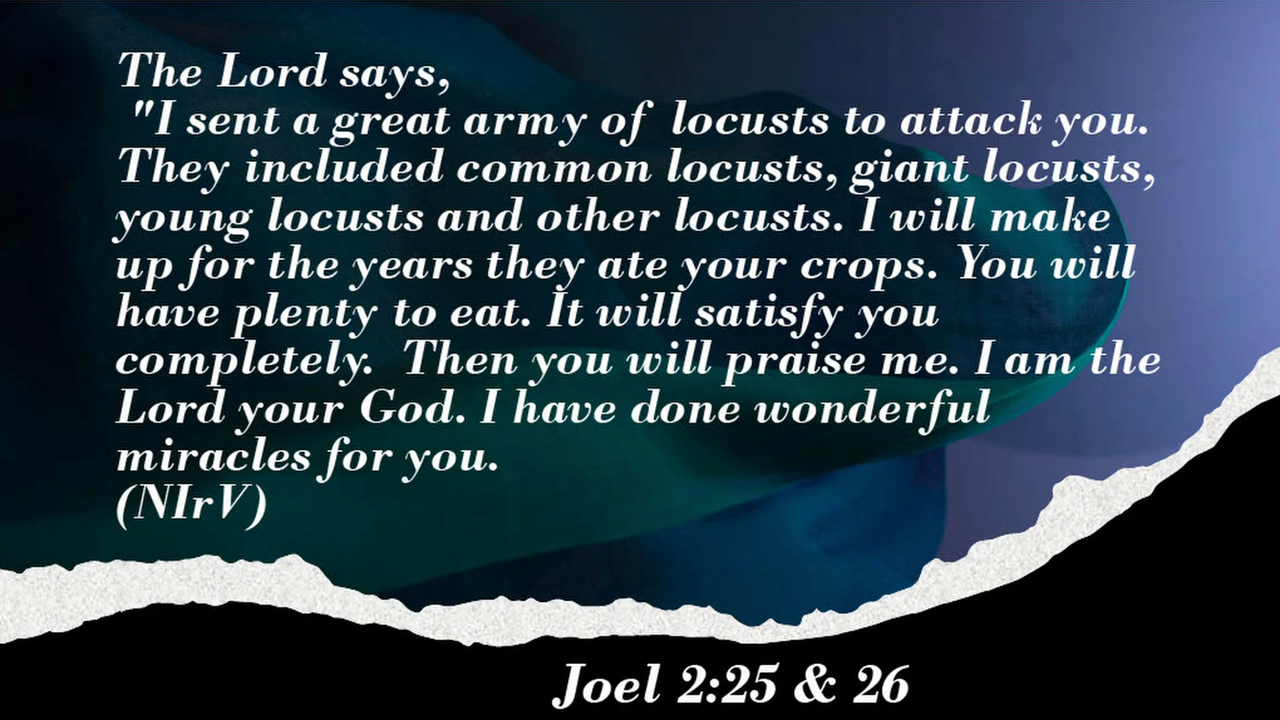 The Lord says,
"I sent a great army of locusts to attack you.
They included common locusts, giant locusts,
young locusts and other locusts. I will make
up for the years they ate your crops. You will
have plenty to eat. It will satisfy you
completely. Then you will praise me. I am the
Lord your God. I have done wonderful
miracles for you.
(NIrV)
Joel 2:25 & 26